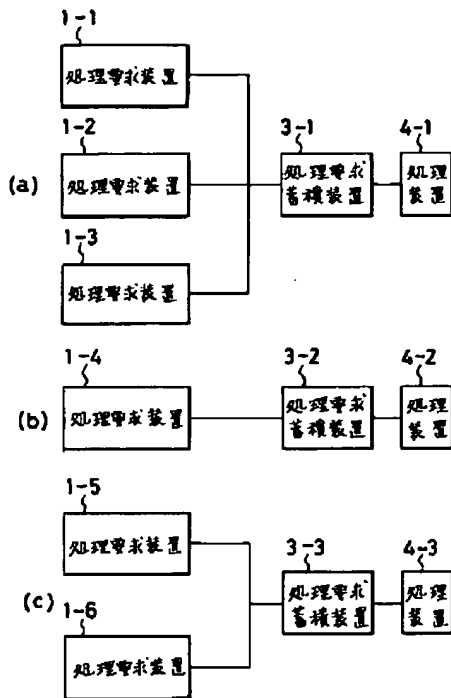 1-1
処理要求装置
1-2
処理要求装置
3-1
処理要求
蓄積装置
4-1
処理
装置
(a)
1-3
処理要求装置
1-4
処理要求装置
3-2
処理要求
蓄積装置
4-2
処理
装置
(b)
1-5
処理要求装置
3-3
処理要求
蓄積装置
4-3
処理
装置
(c)
1-6
処理要求装置